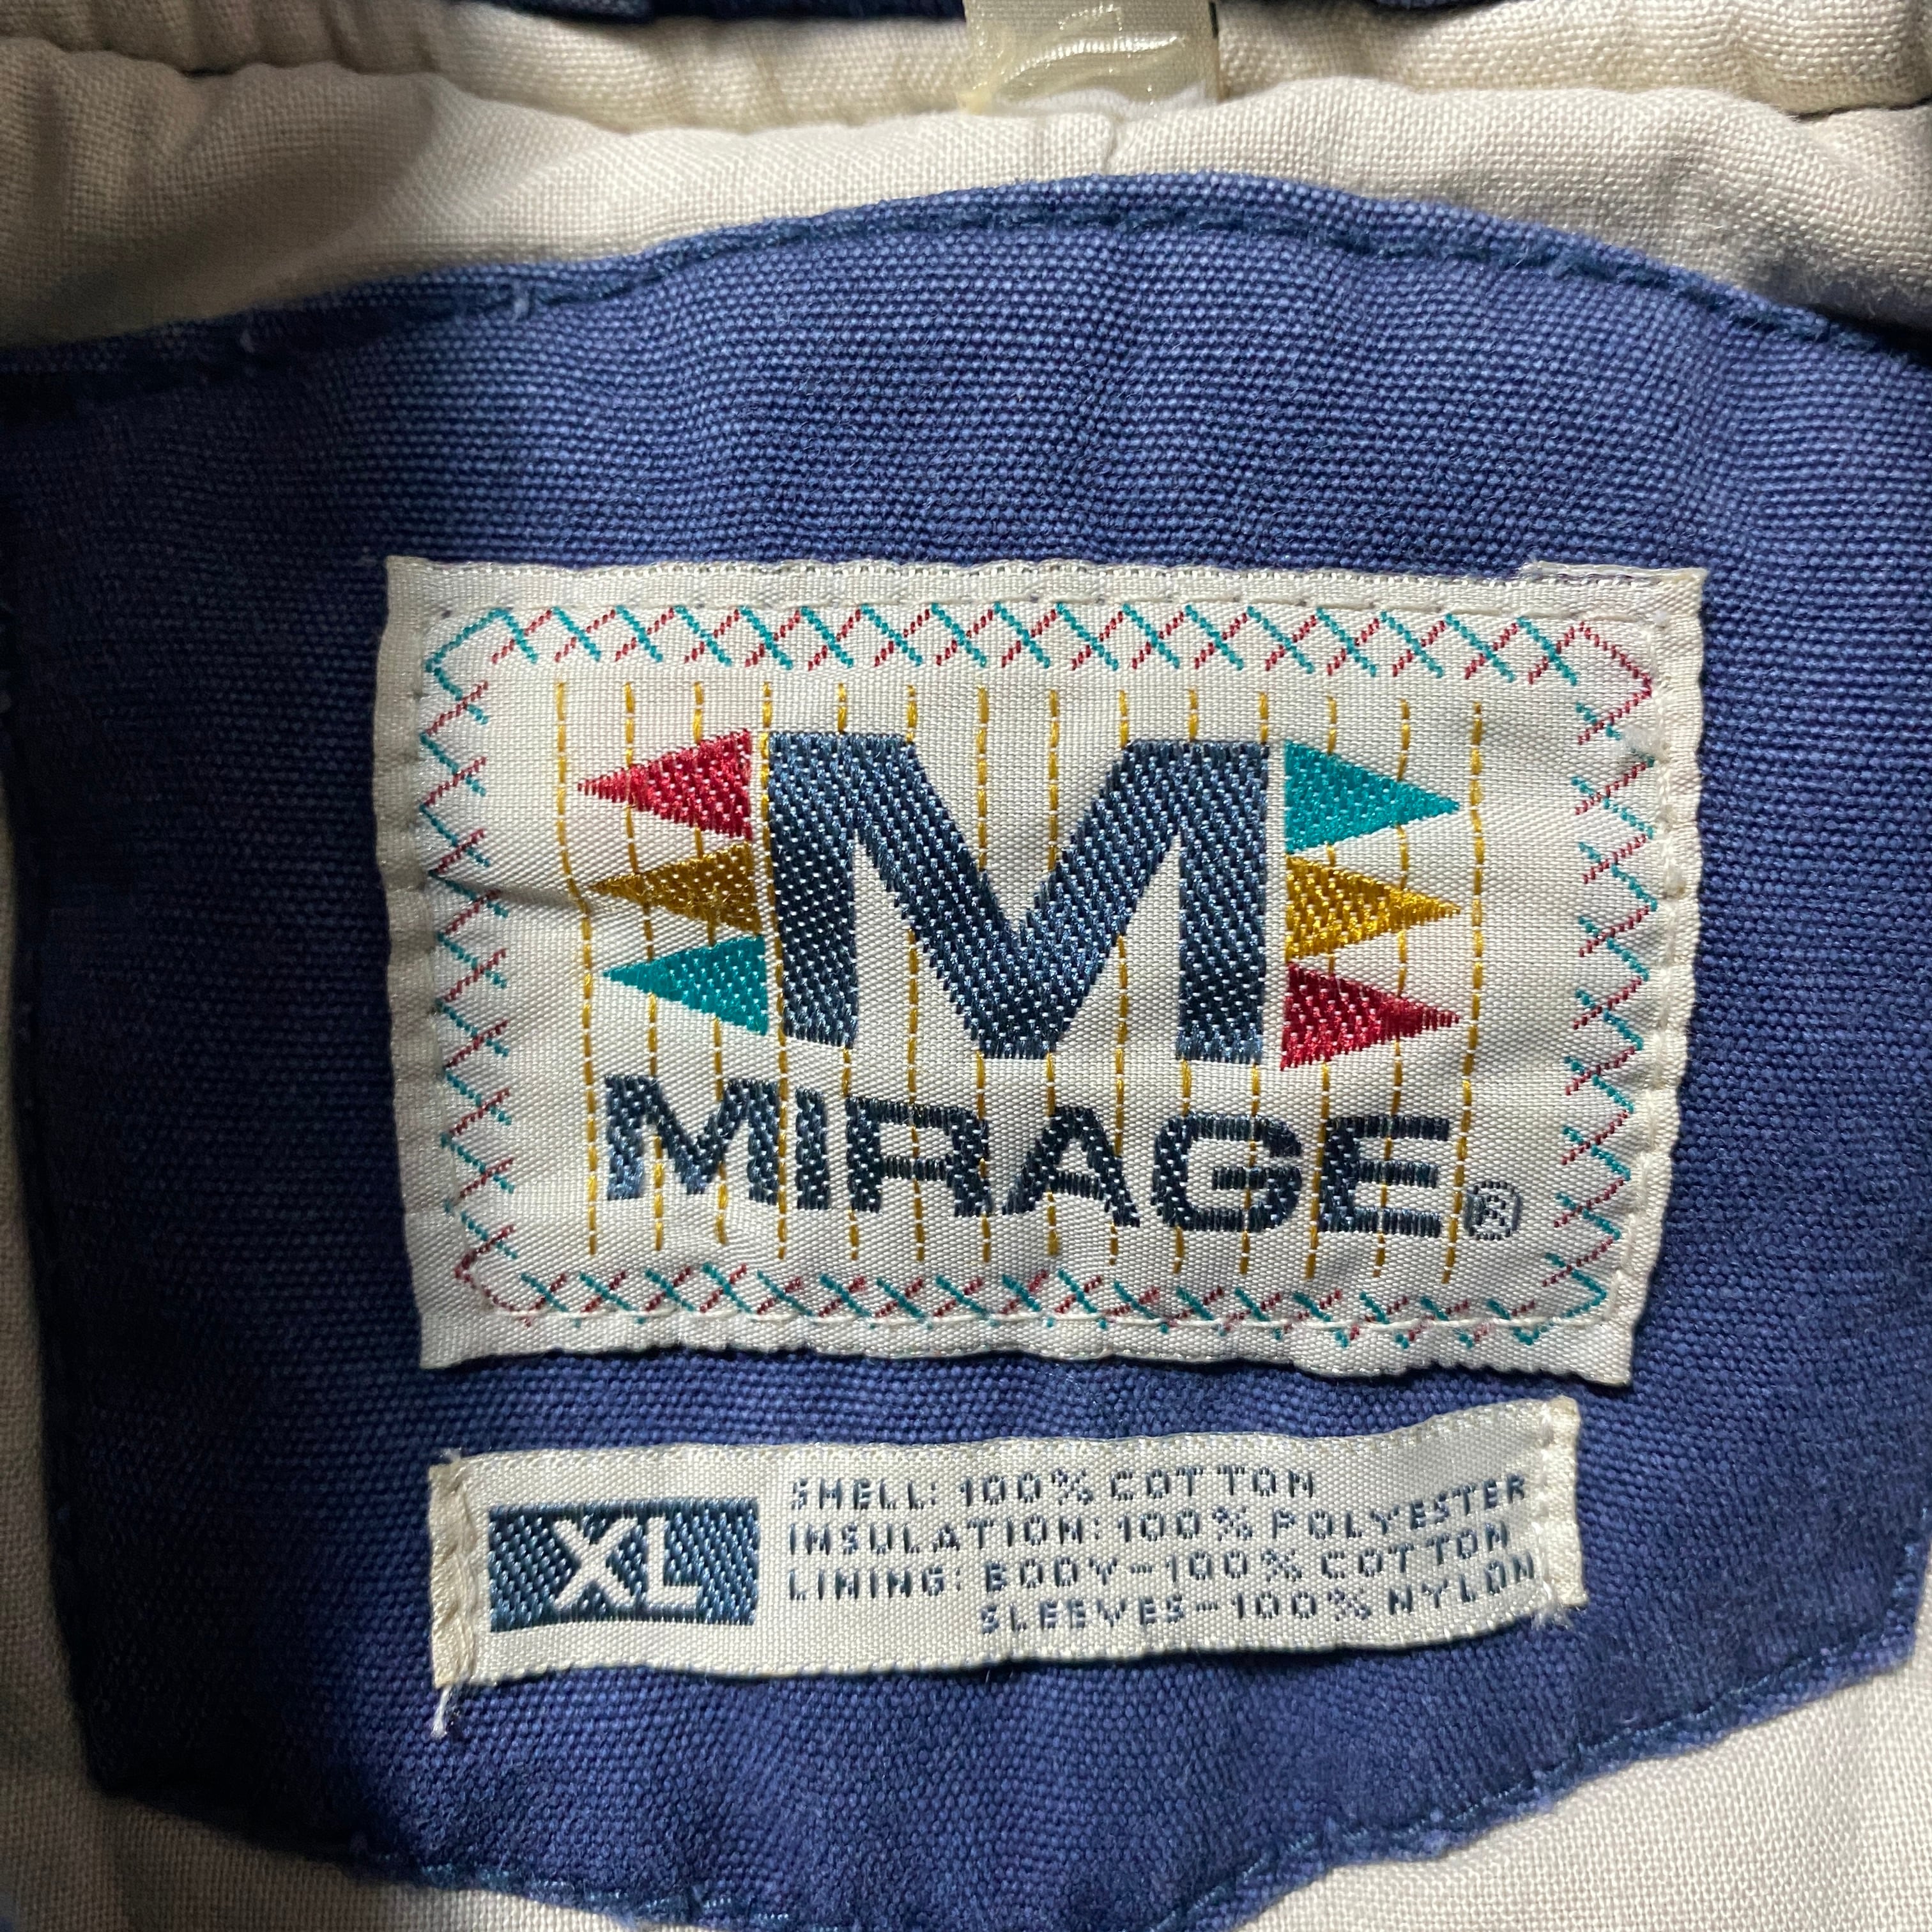 M
MIRAGE®
XL
SHELL: 100% COTTON
INSULATION: 100% POLYESTER
LINING: BODY-100% COTTON
SLEEVES-100% NYLON